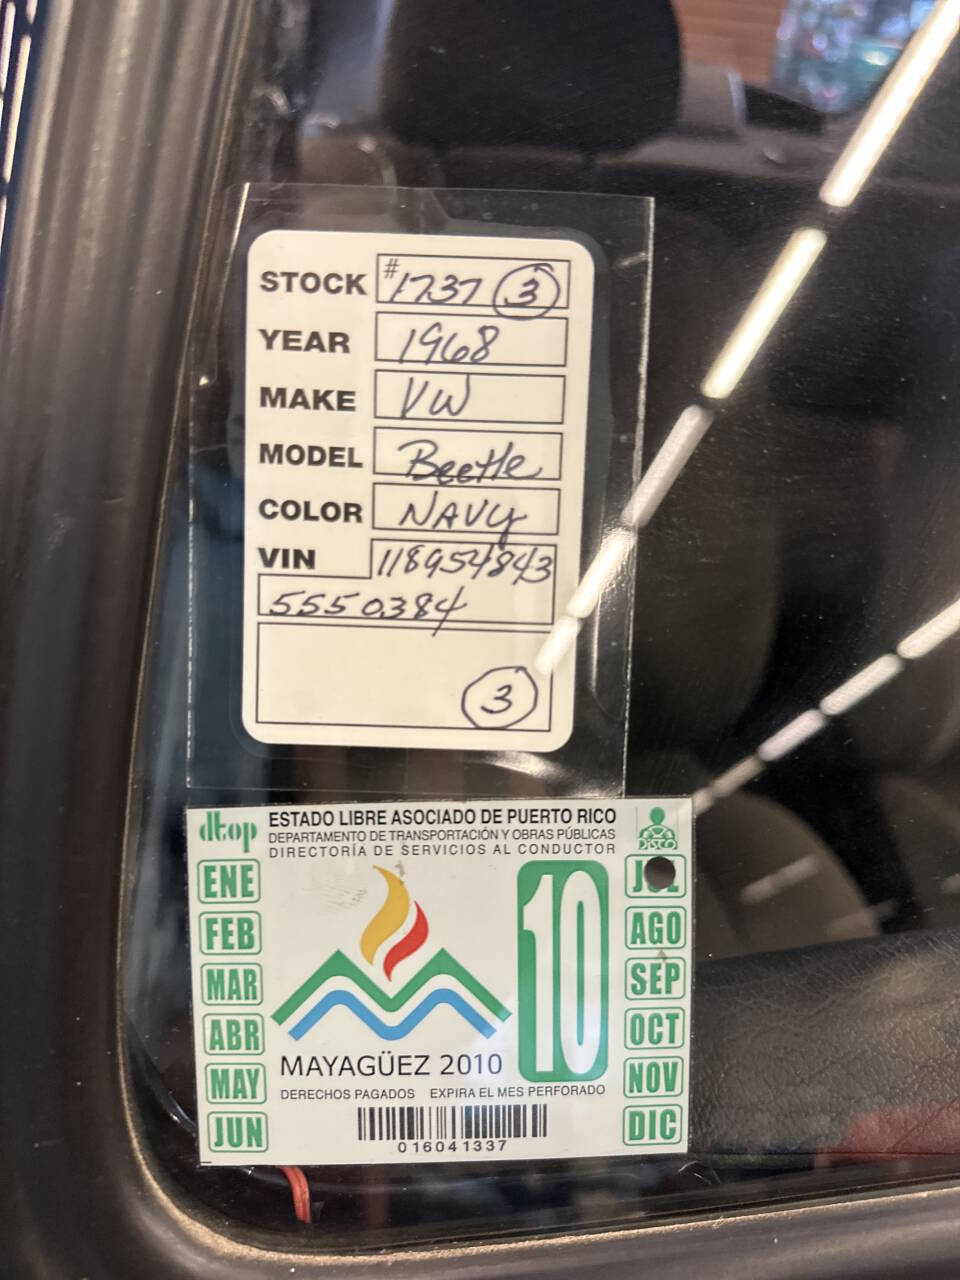 STOCK #1737 3
YEAR 1968
MAKE VW
MODEL Beetle
COLOR NAVY
VIN 118954843
5550384
3
dtop ESTADO LIBRE ASOCIADO DE PUERTO RICO
DEPARTAMENTO DE TRANSPORTACIÓN Y OBRAS PÚBLICAS
DIRECTORÍA DE SERVICIOS AL CONDUCTOR
DISCO
ENE
FEB
MAR
ABR
MAY
JUN
10
JUL
AGO
SEP
OCT
NOV
DIC
MAYAGÜEZ 2010
DERECHOS PAGADOS EXPIRA EL MES PERFORADO
016041337